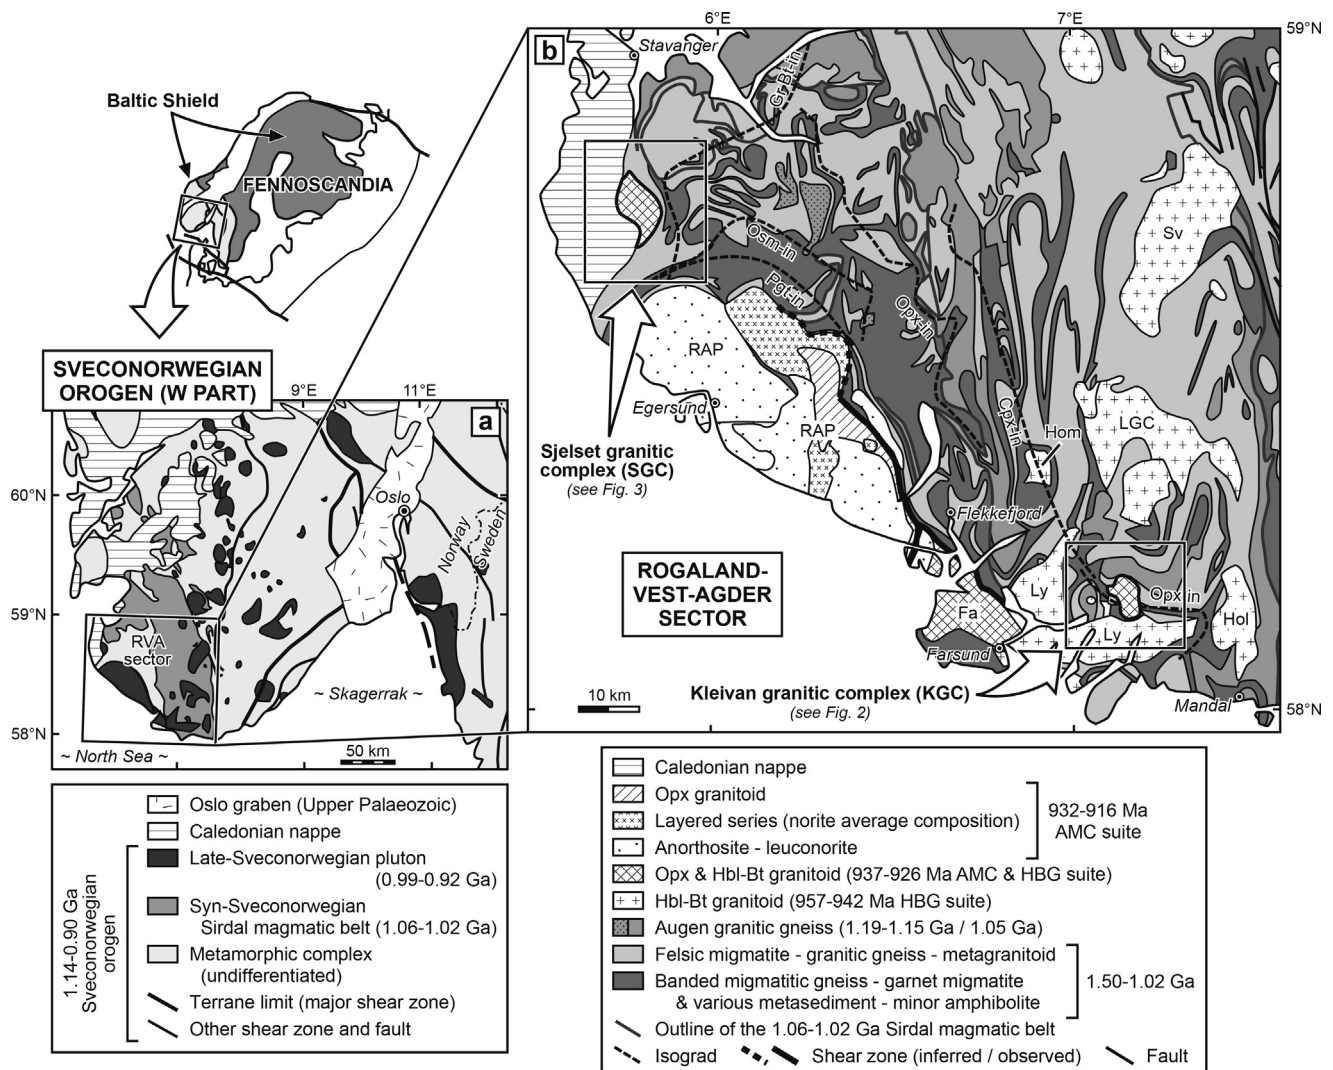 Baltic Shield
FENNOSCANDIA
SVECONORWEGIAN
OROGEN (W PART)
9°E
11°E
a
60°N
59°N
58°N
Oslo
Norway
Sweden
RVA
sector
~ Skagerrak ~
~ North Sea ~
50 km
Oslo graben (Upper Palaeozoic)
Caledonian nappe
Late-Sveconorwegian pluton
(0.99-0.92 Ga)
Syn-Sveconorwegian
Sirdal magmatic belt (1.06-1.02 Ga)
Metamorphic complex
(undifferentiated)
Terrane limit (major shear zone)
Other shear zone and fault
1.14-0.90 Ga
Sveconorwegian
orogen
6°E
7°E
59°N
b
Stavanger
Gr Bt-in
Osm-in
Pgt-in
Opx-in
Cpx-in
Sv
RAP
Egersund
RAP
LGC
Hom
Sjelset granitic
complex (SGC)
(see Fig. 3)
Flekkefjord
ROGALAND-
VEST-AGDER
SECTOR
Ly
Opx in
Fa
Ly
Hol
Farsund
Kleivan granitic complex (KGC)
(see Fig. 2)
Mandal
10 km
58°N
Caledonian nappe
Opx granitoid
Layered series (norite average composition)
Anorthosite - leuconorite
932-916 Ma
AMC suite
Opx & Hbl-Bt granitoid (937-926 Ma AMC & HBG suite)
Hbl-Bt granitoid (957-942 Ma HBG suite)
Augen granitic gneiss (1.19-1.15 Ga / 1.05 Ga)
Felsic migmatite - granitic gneiss - metagranitoid
Banded migmatitic gneiss - garnet migmatite
& various metasediment - minor amphibolite
1.50-1.02 Ga
Outline of the 1.06-1.02 Ga Sirdal magmatic belt
Isograd
Shear zone (inferred / observed)
Fault